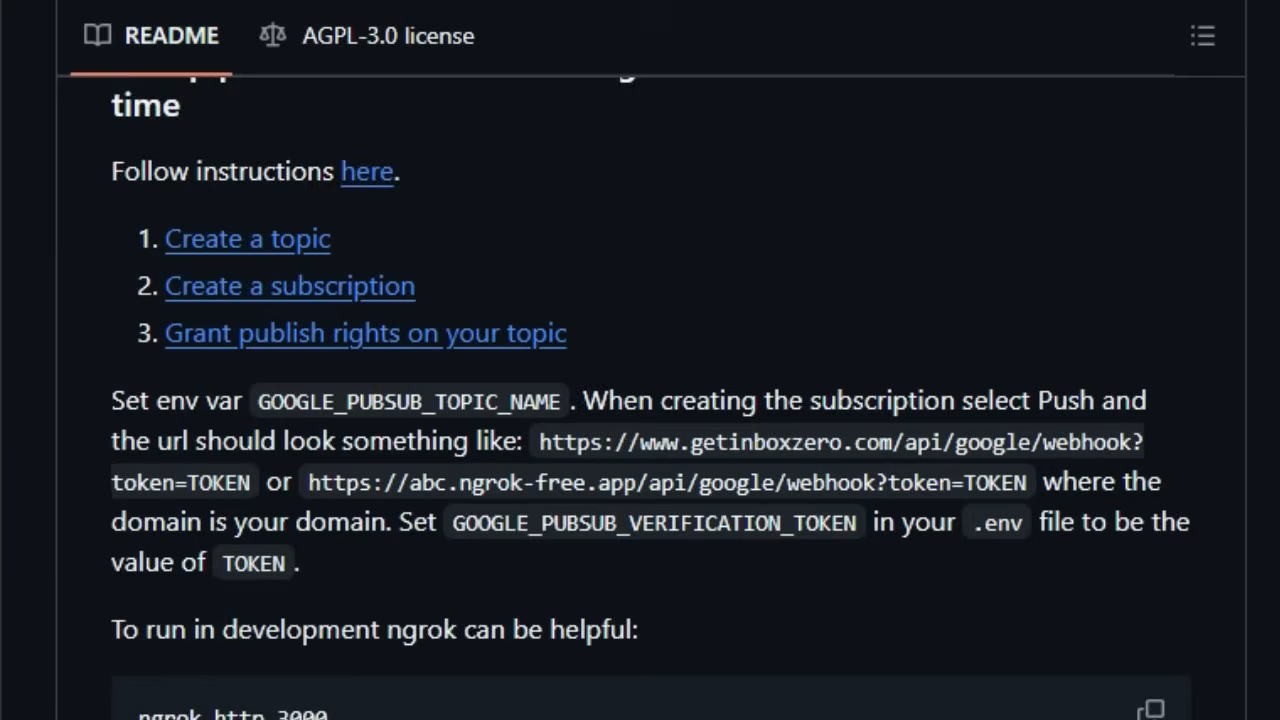 README AGPL-3.0 license
time
Follow instructions here.
1. Create a topic
2. Create a subscription
3. Grant publish rights on your topic
Set env var GOOGLE_PUBSUB_TOPIC_NAME. When creating the subscription select Push and
the url should look something like: https://www.getinboxzero.com/api/google/webhook?
token=TOKEN or https://abc.ngrok-free.app/api/google/webhook?token=TOKEN where the
domain is your domain. Set GOOGLE_PUBSUB_VERIFICATION_TOKEN in your .env file to be the
value of TOKEN.
To run in development ngrok can be helpful:
ngrok http 3000